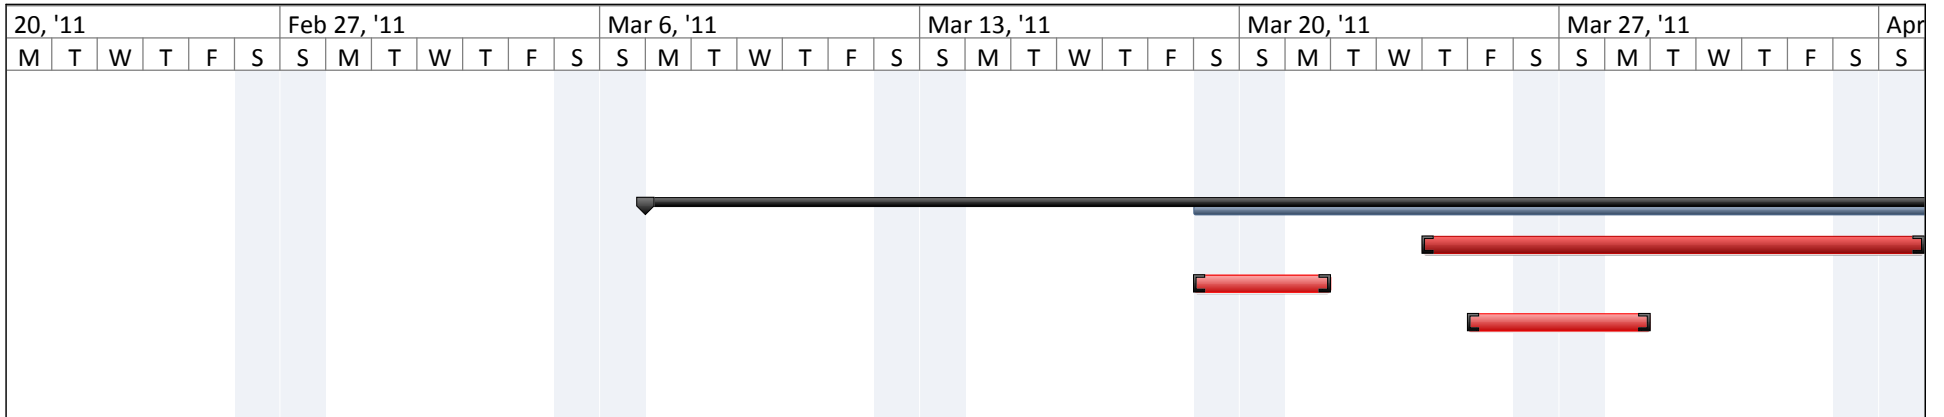 20, '11 Feb 27, '11 Mar 6, '11 Mar 13, '11 Mar 20, '11 Mar 27, '11 Apr
M T W T F S S M T W T F S S M T W T F S S M T W T F S S M T W T F S S M T W T F S S